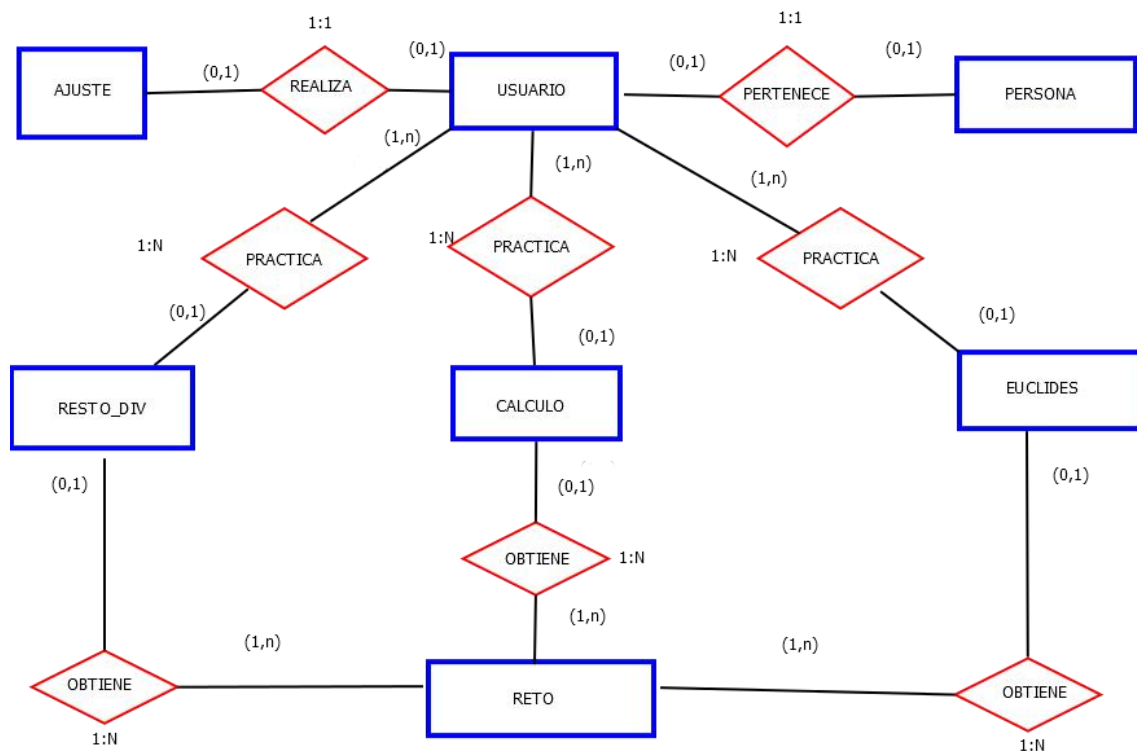 1:1
1:1
(0,1)
(0,1)
(0,1)
(0,1)
AJUSTE
REALIZA
USUARIO
PERTENECE
PERSONA
(1,n)
(1,n)
(1,n)
1:N
PRACTICA
1:N
PRACTICA
1:N
PRACTICA
(0,1)
(0,1)
(0,1)
RESTO_DIV
CALCULO
EUCLIDES
(0,1)
(0,1)
(0,1)
OBTIENE
1:N
(1,n)
(1,n)
(1,n)
OBTIENE
RETO
OBTIENE
1:N
1:N